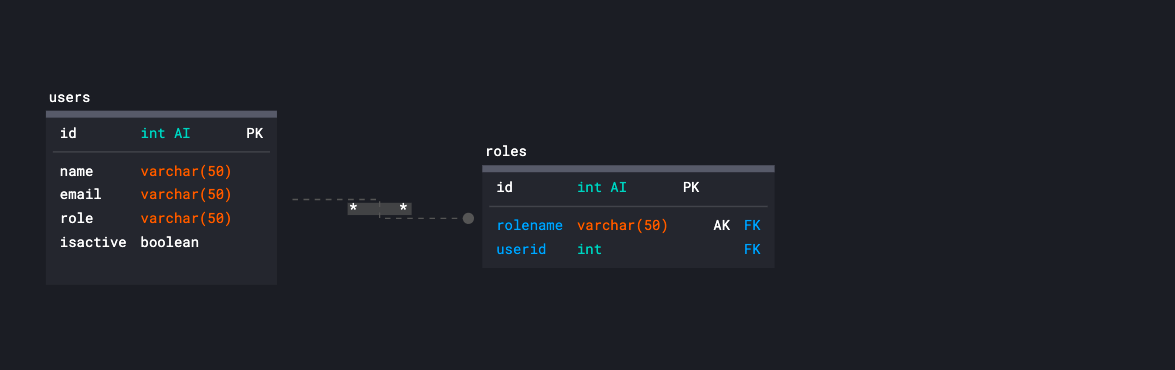 users
id int AI PK
name varchar(50)
email varchar(50)
role varchar(50)
isactive boolean
* *
roles
id int AI PK
rolename varchar(50) AK FK
userid int FK